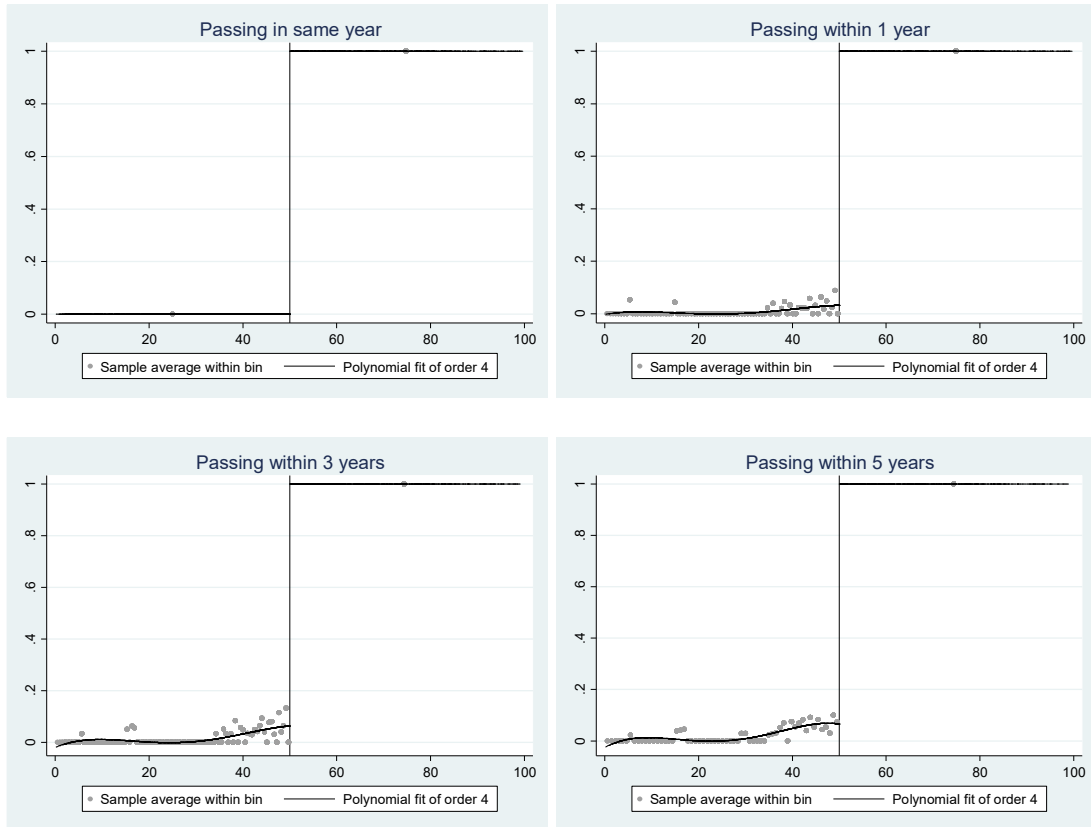 Passing in same year
1
.8
.6
.4
.2
0
0 20 40 60 80 100
Sample average within bin Polynomial fit of order 4
Passing within 1 year
1
.8
.6
.4
.2
0
0 20 40 60 80 100
Sample average within bin Polynomial fit of order 4
Passing within 3 years
1
.8
.6
.4
.2
0
0 20 40 60 80 100
Sample average within bin Polynomial fit of order 4
Passing within 5 years
1
.8
.6
.4
.2
0
0 20 40 60 80 100
Sample average within bin Polynomial fit of order 4